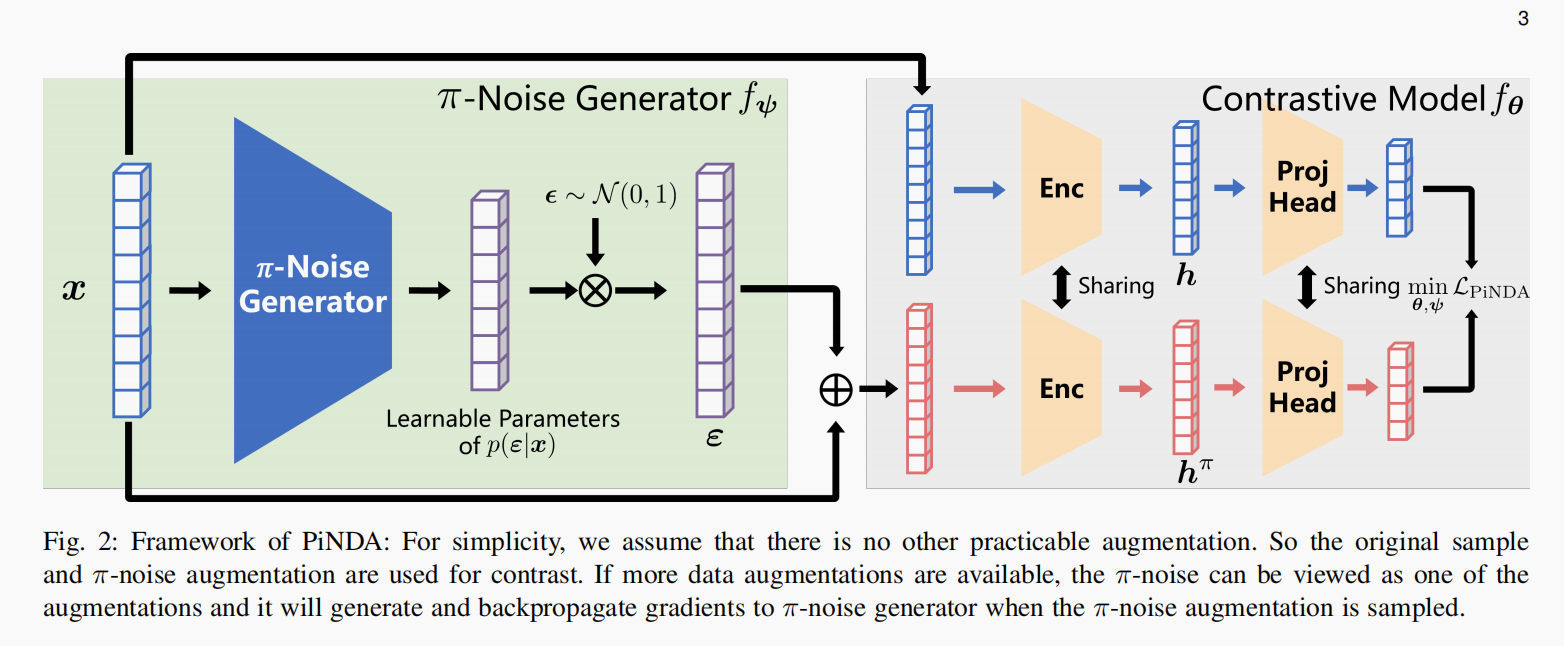 3
π-Noise Generator f_ψ
Contrastive Model f_θ
x
π-Noise
Generator
Learnable Parameters
of p(ε|x)
ϵ ∼ 𝒩(0, 1)
ε
Enc
h
Proj
Head
Sharing
Sharing
min ℒ_PiNDA
θ,ψ
Enc
h^π
Proj
Head
Fig. 2: Framework of PiNDA: For simplicity, we assume that there is no other practicable augmentation. So the original sample
and π-noise augmentation are used for contrast. If more data augmentations are available, the π-noise can be viewed as one of the
augmentations and it will generate and backpropagate gradients to π-noise generator when the π-noise augmentation is sampled.